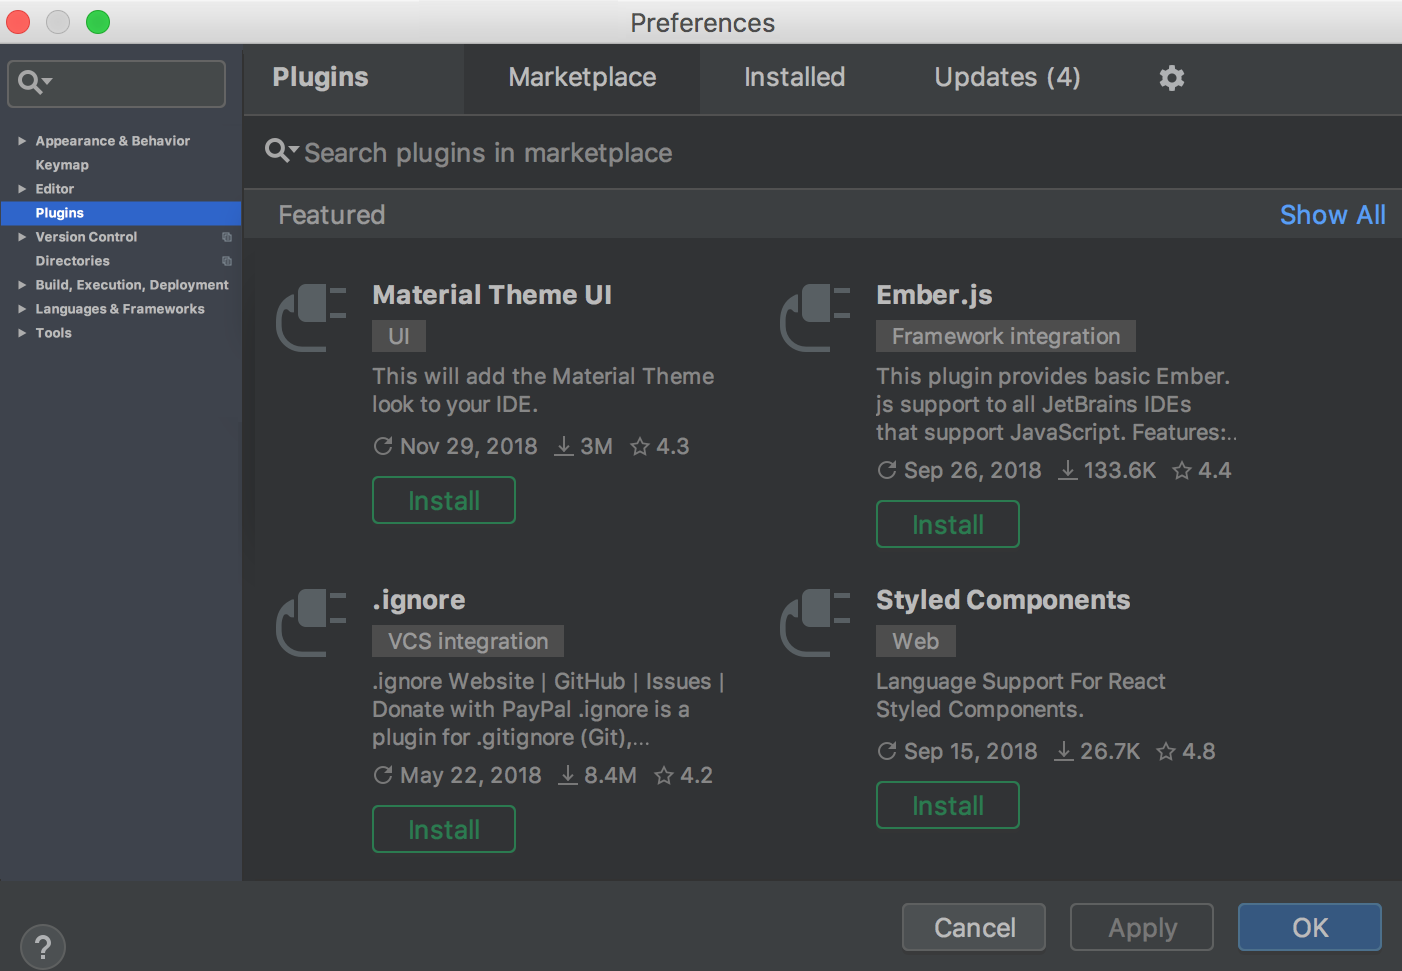 Preferences
Plugins
Marketplace
Installed
Updates (4)
Search plugins in marketplace
Appearance & Behavior
Keymap
Editor
Plugins
Version Control
Directories
Build, Execution, Deployment
Languages & Frameworks
Tools
Featured
Show All
Material Theme UI
UI
This will add the Material Theme
look to your IDE.
Nov 29, 2018 3M 4.3
Install
Ember.js
Framework integration
This plugin provides basic Ember.
js support to all JetBrains IDEs
that support JavaScript. Features:..
Sep 26, 2018 133.6K 4.4
Install
.ignore
VCS integration
.ignore Website | GitHub | Issues |
Donate with PayPal .ignore is a
plugin for .gitignore (Git),...
May 22, 2018 8.4M 4.2
Install
Styled Components
Web
Language Support For React
Styled Components.
Sep 15, 2018 26.7K 4.8
Install
?
Cancel
Apply
OK